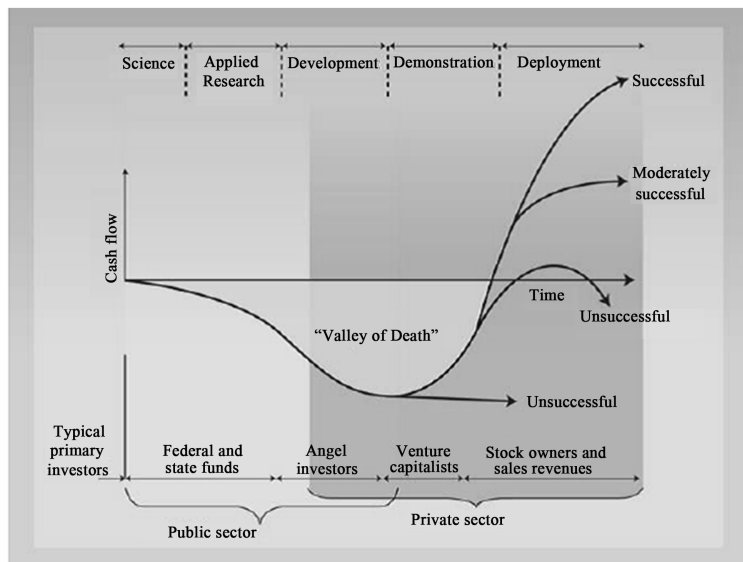 Science
Applied
Research
Development
Demonstration
Deployment
Successful
Moderately
successful
Cash flow
Time
Unsuccessful
“Valley of Death”
Unsuccessful
Typical
primary
investors
Federal and
state funds
Angel
investors
Venture
capitalists
Stock owners and
sales revenues
Public sector
Private sector